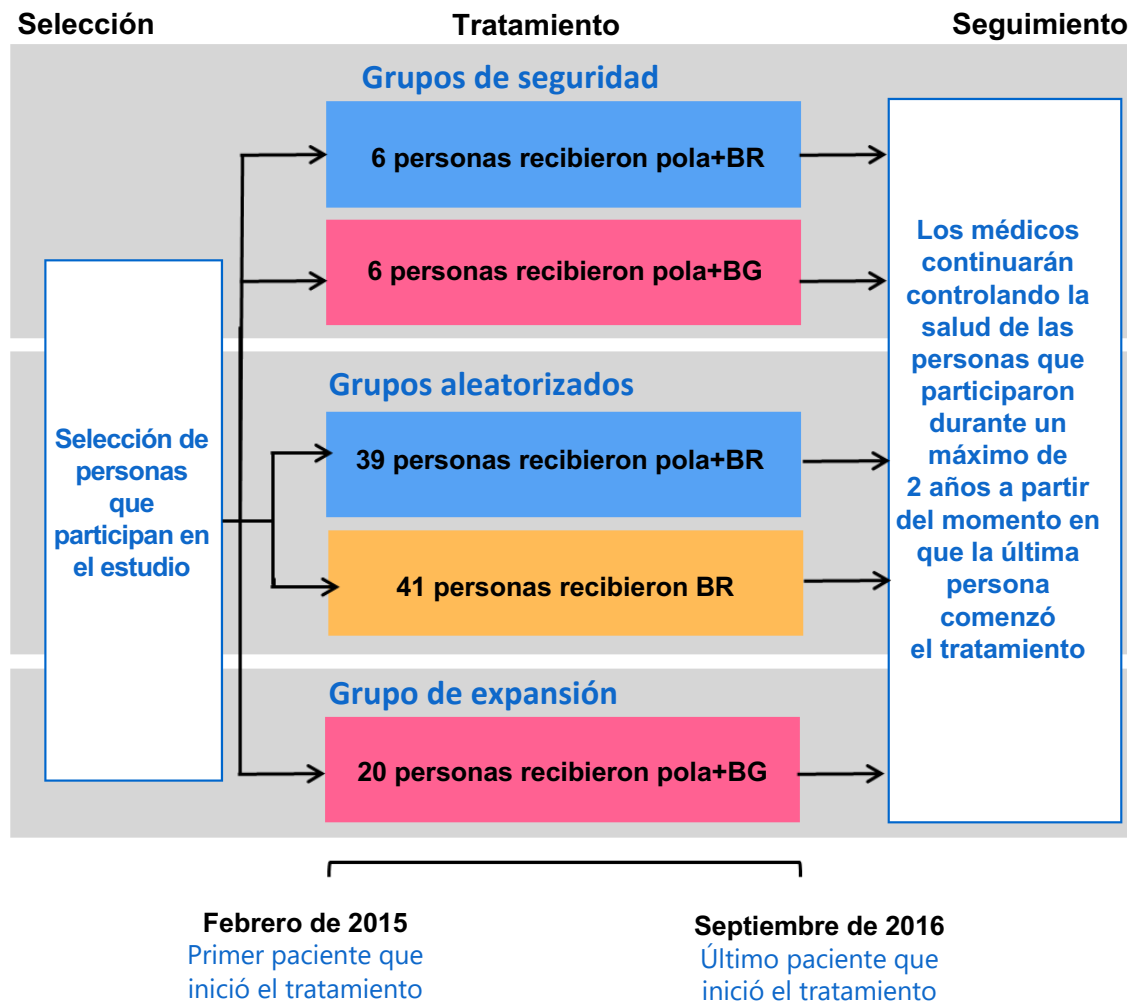 Selección
Tratamiento
Seguimiento
Grupos de seguridad
6 personas recibieron pola+BR
6 personas recibieron pola+BG
Grupos aleatorizados
Selección de
personas
que
participan en
el estudio
39 personas recibieron pola+BR
41 personas recibieron BR
Grupo de expansión
20 personas recibieron pola+BG
Los médicos
continuarán
controlando la
salud de las
personas que
participaron
durante un
máximo de
2 años a partir
del momento en
que la última
persona
comenzó
el tratamiento
Febrero de 2015
Primer paciente que
inició el tratamiento
Septiembre de 2016
Último paciente que
inició el tratamiento